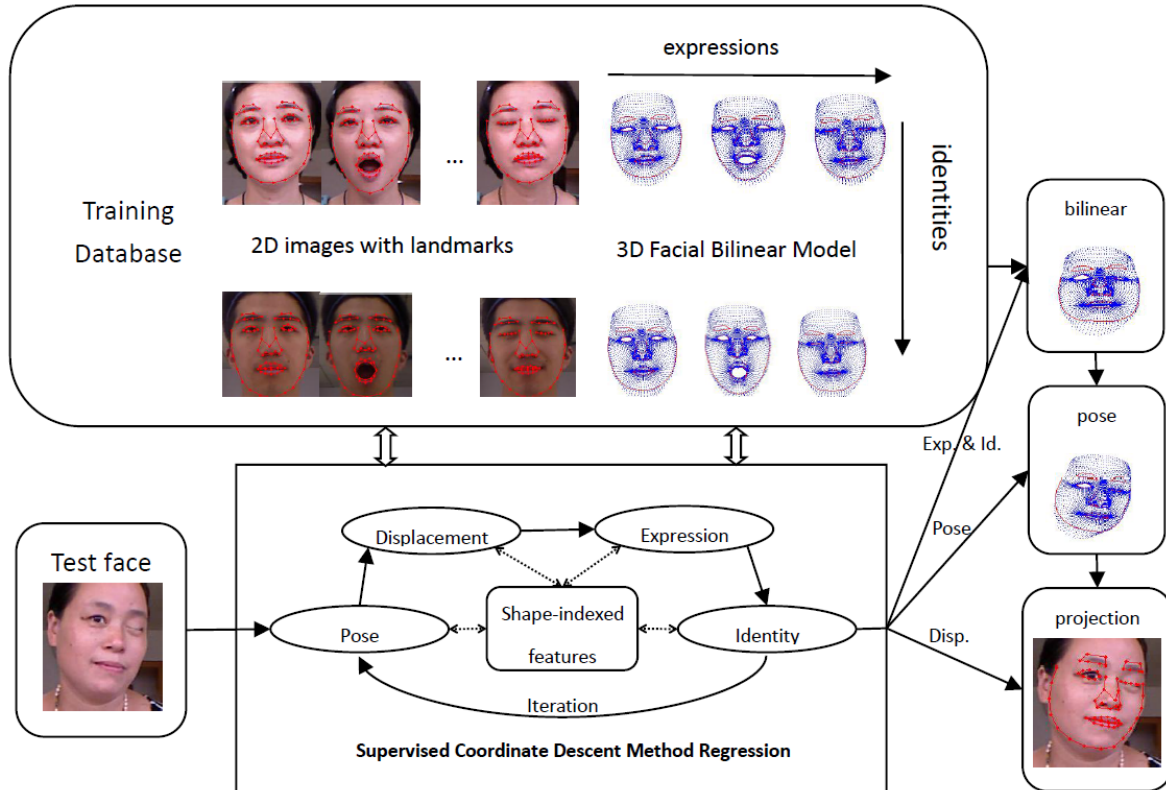 expressions
identities
...
Training
Database
2D images with landmarks
3D Facial Bilinear Model
...
bilinear
Exp. & Id.
pose
Pose
Test face
Displacement
Expression
Shape-indexed
features
Pose
Identity
Disp.
projection
Iteration
Supervised Coordinate Descent Method Regression